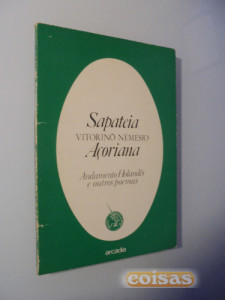 Sapateia
VITORINO NEMÉSIO
Açoriana
Andamento Holandês
e outros poemas
arcádia
coisas